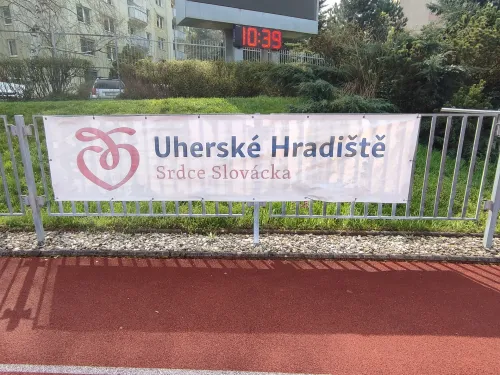 10:39
Uherské Hradiště
Srdce Slovácka